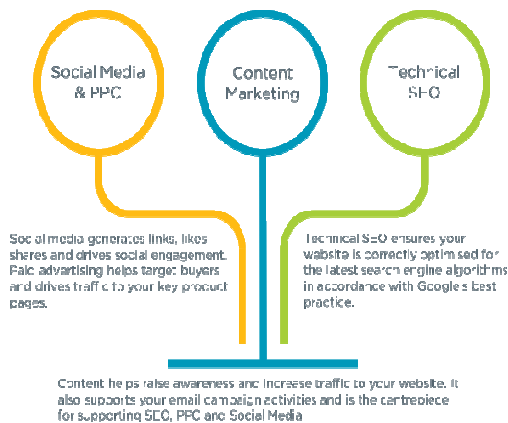 Social Media
& PPC
Content
Marketing
Technical
SEO
Social media generates links, likes
shares and drives social engagement.
Paid advertising helps target buyers
and drives traffic to your key product
pages.
Technical SEO ensures your
website is correctly optimised for
the latest search engine algorithms
in accordance with Google's best
practice.
Content helps raise awareness and increase traffic to your website. It
also supports your email campaign activities and is the centrepiece
for supporting SEO, PPC and Social Media